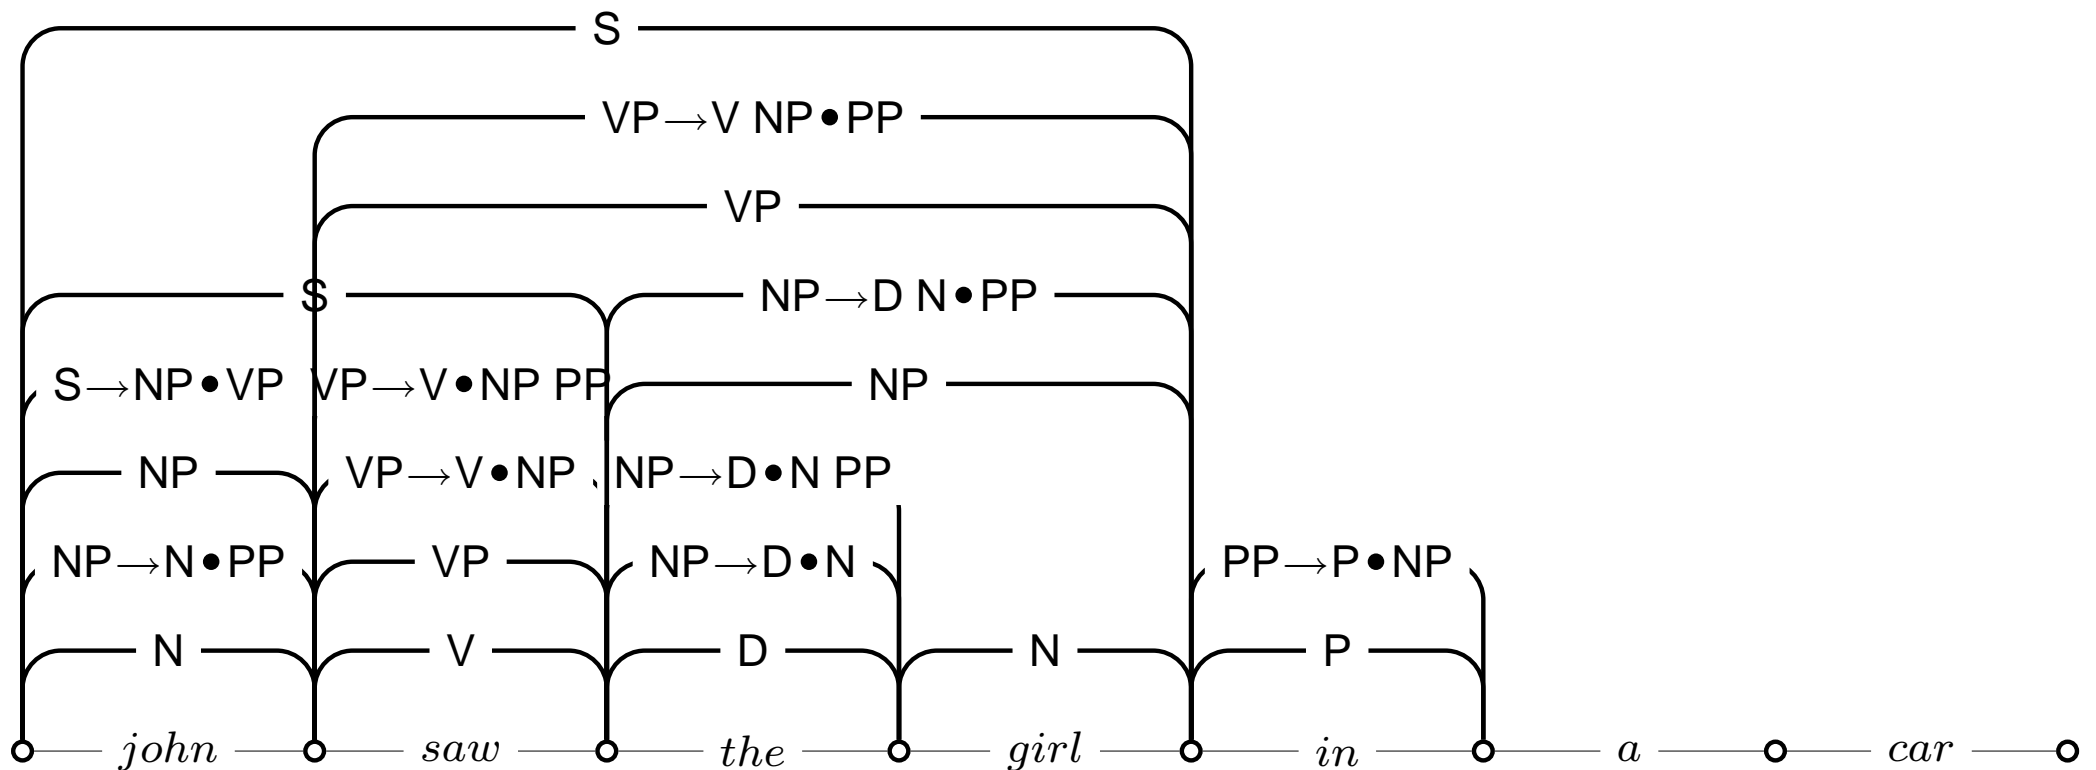 S
VP→V NP•PP
VP
S NP→D N•PP
S→NP•VP VP→V•NP PP NP
NP VP→V•NP NP→D•N PP
NP→N•PP VP NP→D•N PP→P•NP
N V D N P
john saw the girl in a car